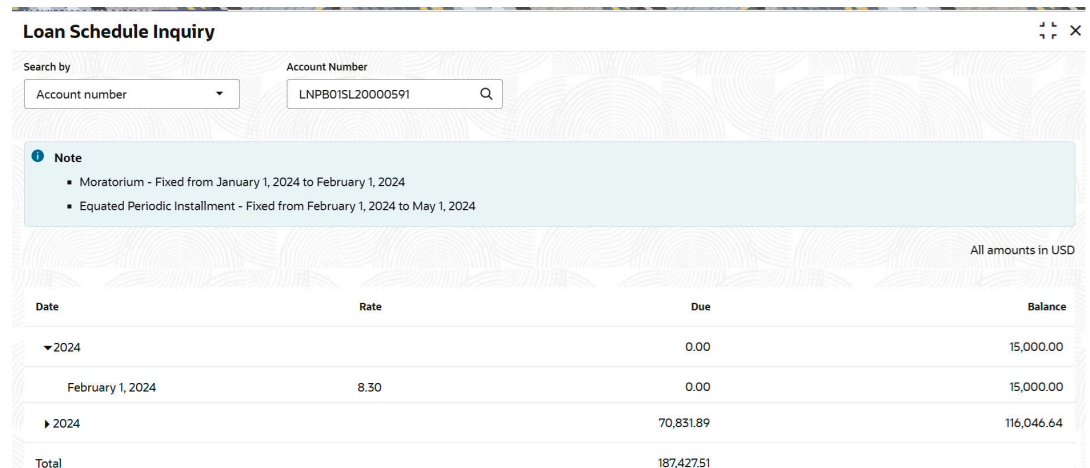 Loan Schedule Inquiry
Search by
Account Number
Account number
LNPB01SL20000591
Note
▪ Moratorium - Fixed from January 1, 2024 to February 1, 2024
▪ Equated Periodic Installment - Fixed from February 1, 2024 to May 1, 2024
All amounts in USD
Date Rate Due Balance
2024 0.00 15,000.00
February 1, 2024 8.30 0.00 15,000.00
2024 70,831.89 116,046.64
Total 187,427.51